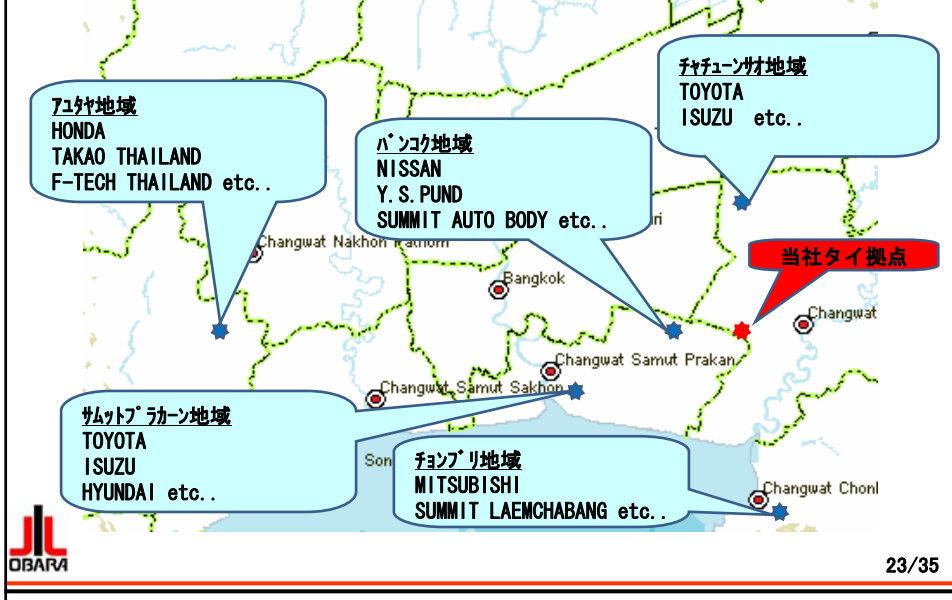 チャチューンサオ地域
TOYOTA
ISUZU etc..
アユタヤ地域
HONDA
TAKAO THAILAND
F-TECH THAILAND etc..
バンコク地域
NISSAN
Y.S.PUND
SUMMIT AUTO BODY etc..
ri
Changwat Nakhon Pathom
当社タイ拠点
Bangkok
Changwat
Changwat Samut Prakan
Changwat Samut Sakhon
サムットプラカーン地域
TOYOTA
ISUZU
HYUNDAI etc..
Son
チョンブリ地域
MITSUBISHI
SUMMIT LAEMCHABANG etc..
Changwat Chon
OBARA
23/35